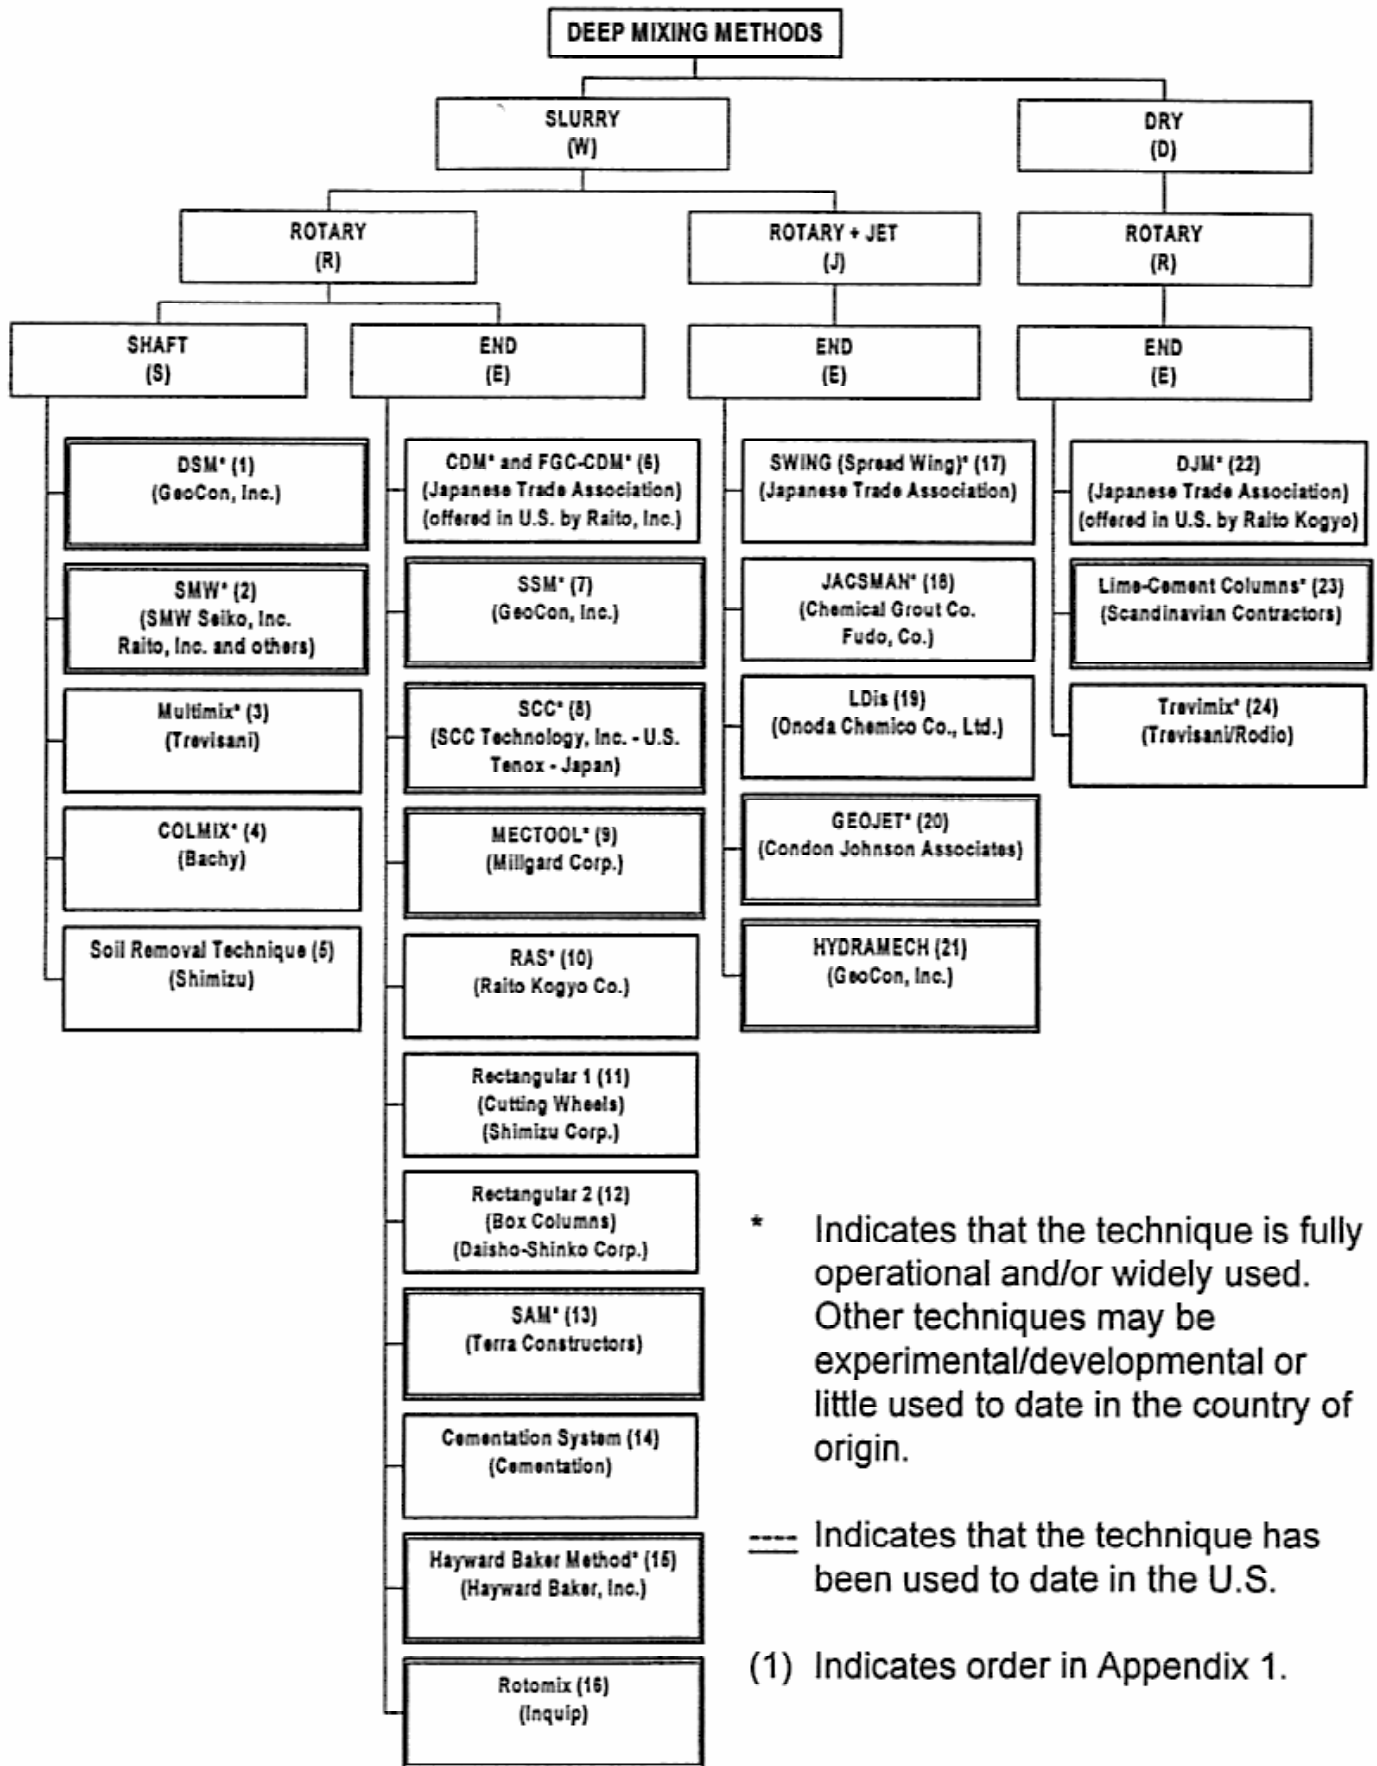 DEEP MIXING METHODS
SLURRY
(W)
DRY
(D)
ROTARY
(R)
ROTARY + JET
(J)
ROTARY
(R)
SHAFT
(S)
END
(E)
END
(E)
END
(E)
DSM* (1)
(GeoCon, Inc.)
SMW* (2)
(SMW Seiko, Inc.
Raito, Inc. and others)
Multimix* (3)
(Trevisani)
COLMIX* (4)
(Bachy)
Soil Removal Technique (5)
(Shimizu)
CDM* and FGC-CDM* (6)
(Japanese Trade Association)
(offered in U.S. by Raito, Inc.)
SSM* (7)
(GeoCon, Inc.)
SCC* (8)
(SCC Technology, Inc. - U.S.
Tenox - Japan)
MECTOOL* (9)
(Millgard Corp.)
RAS* (10)
(Raito Kogyo Co.)
Rectangular 1 (11)
(Cutting Wheels)
(Shimizu Corp.)
Rectangular 2 (12)
(Box Columns)
(Daisho-Shinko Corp.)
SAM* (13)
(Terra Constructors)
Cementation System (14)
(Cementation)
Hayward Baker Method* (15)
(Hayward Baker, Inc.)
Rotomix (16)
(Inquip)
SWING (Spread Wing)* (17)
(Japanese Trade Association)
JACSMAN* (18)
(Chemical Grout Co.
Fudo, Co.)
LDis (19)
(Onoda Chemico Co., Ltd.)
GEOJET* (20)
(Condon Johnson Associates)
HYDRAMECH (21)
(GeoCon, Inc.)
DJM* (22)
(Japanese Trade Association)
(offered in U.S. by Raito Kogyo)
Lime-Cement Columns* (23)
(Scandinavian Contractors)
Trevimix* (24)
(Trevisani/Rodio)
* Indicates that the technique is fully
operational and/or widely used.
Other techniques may be
experimental/developmental or
little used to date in the country of
origin.
---- Indicates that the technique has
been used to date in the U.S.
(1) Indicates order in Appendix 1.